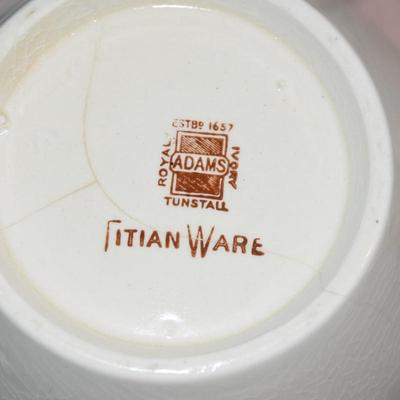 ESTBD 1657
ROYAL ADAMS IVORY
TUNSTALL
TITIAN WARE